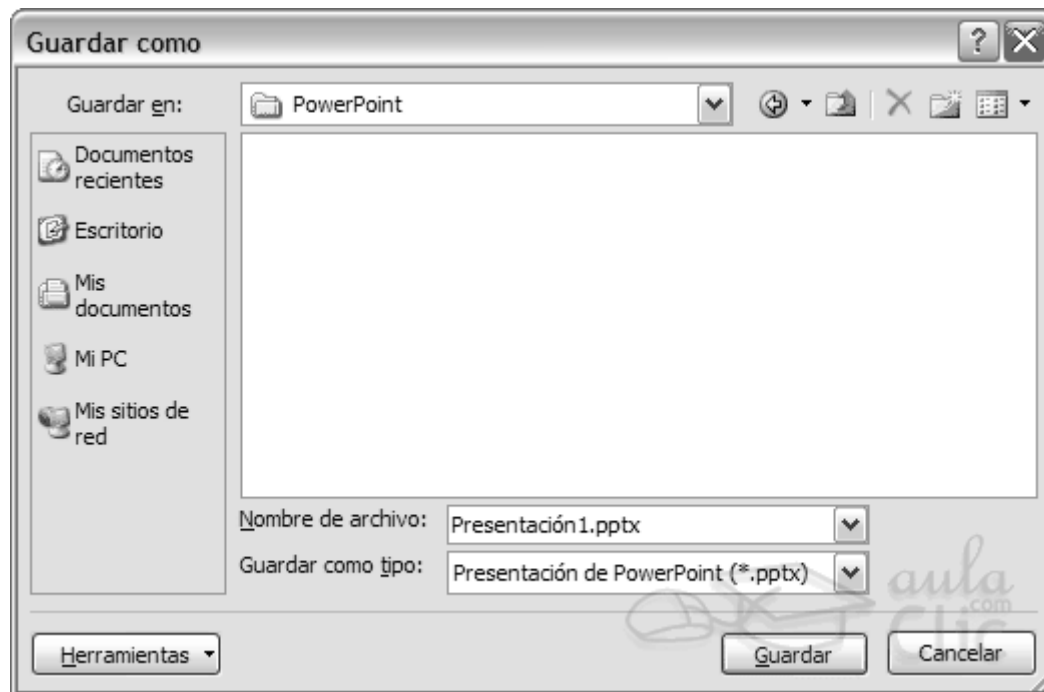 Guardar como
Guardar en:
PowerPoint
Documentos
recientes
Escritorio
Mis
documentos
Mi PC
Mis sitios de
red
Nombre de archivo:
Presentación1.pptx
Guardar como tipo:
Presentación de PowerPoint (*.pptx)
aula
.com
Clic
Herramientas
Guardar
Cancelar